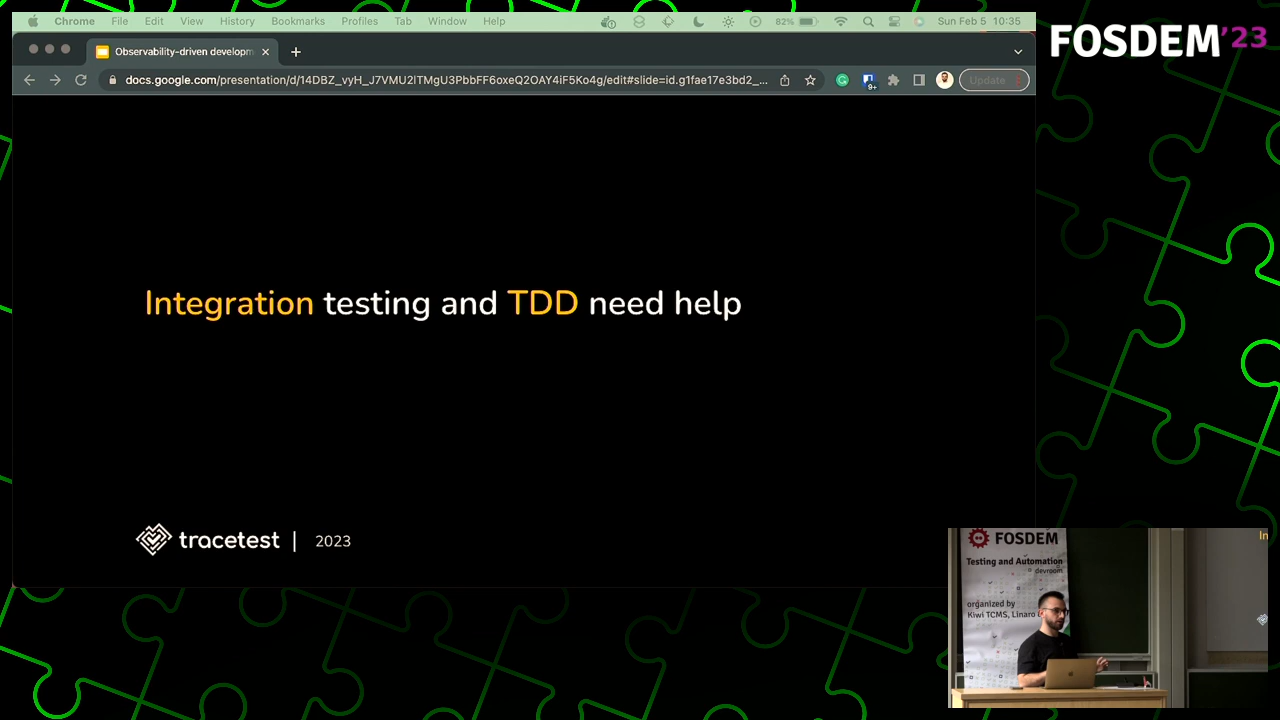 Chrome File Edit View History Bookmarks Profiles Tab Window Help 82% Sun Feb 5 10:35
FOSDEM'23
Observability-driven developm
docs.google.com/presentation/d/14DBZ_vyH_J7VMU2lTMgU3PbbFF6oxeQ2OAY4iF5Ko4g/edit#slide=id.g1fae17e3bd2_... 9+ Update
Integration testing and TDD need help
tracetest | 2023
FOSDEM
Testing and Automation
devroom
organized by
Kiwi TCMS, Linaro
In